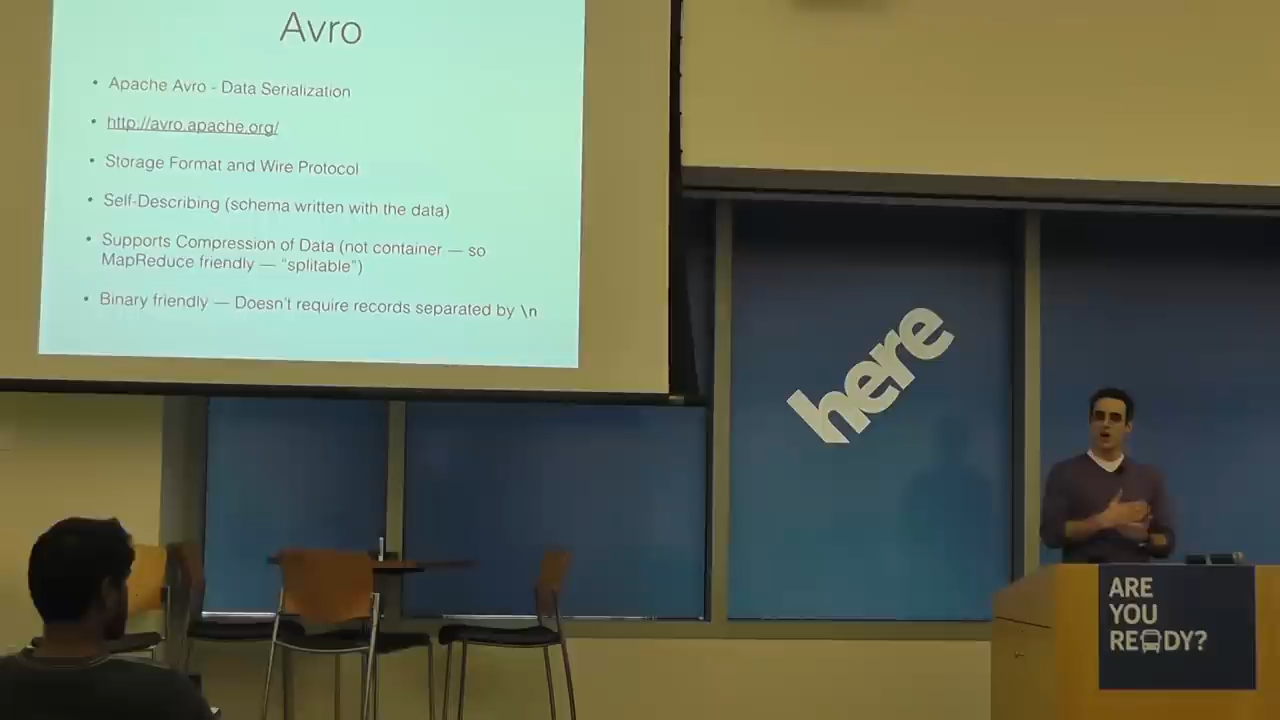 Avro
• Apache Avro - Data Serialization
• http://avro.apache.org/
• Storage Format and Wire Protocol
• Self-Describing (schema written with the data)
• Supports Compression of Data (not container — so
MapReduce friendly — “splitable”)
• Binary friendly — Doesn't require records separated by \n
here
ARE
YOU
READY?